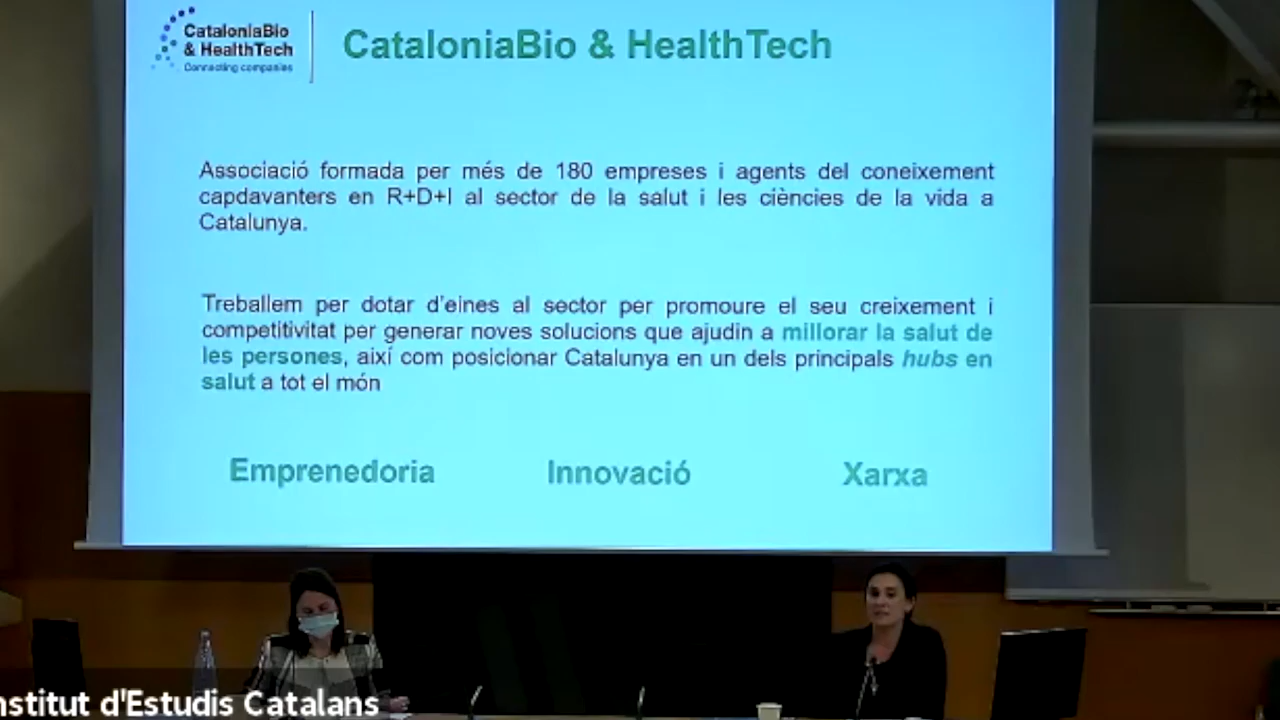 CataloniaBio
& HealthTech
Connecting companies
CataloniaBio & HealthTech
Associació formada per més de 180 empreses i agents del coneixement
capdavanters en R+D+I al sector de la salut i les ciències de la vida a
Catalunya.
Treballem per dotar d'eines al sector per promoure el seu creixement i
competitivitat per generar noves solucions que ajudin a millorar la salut de
les persones, així com posicionar Catalunya en un dels principals hubs en
salut a tot el món
Emprenedoria Innovació Xarxa
nstitut d'Estudis Catalans